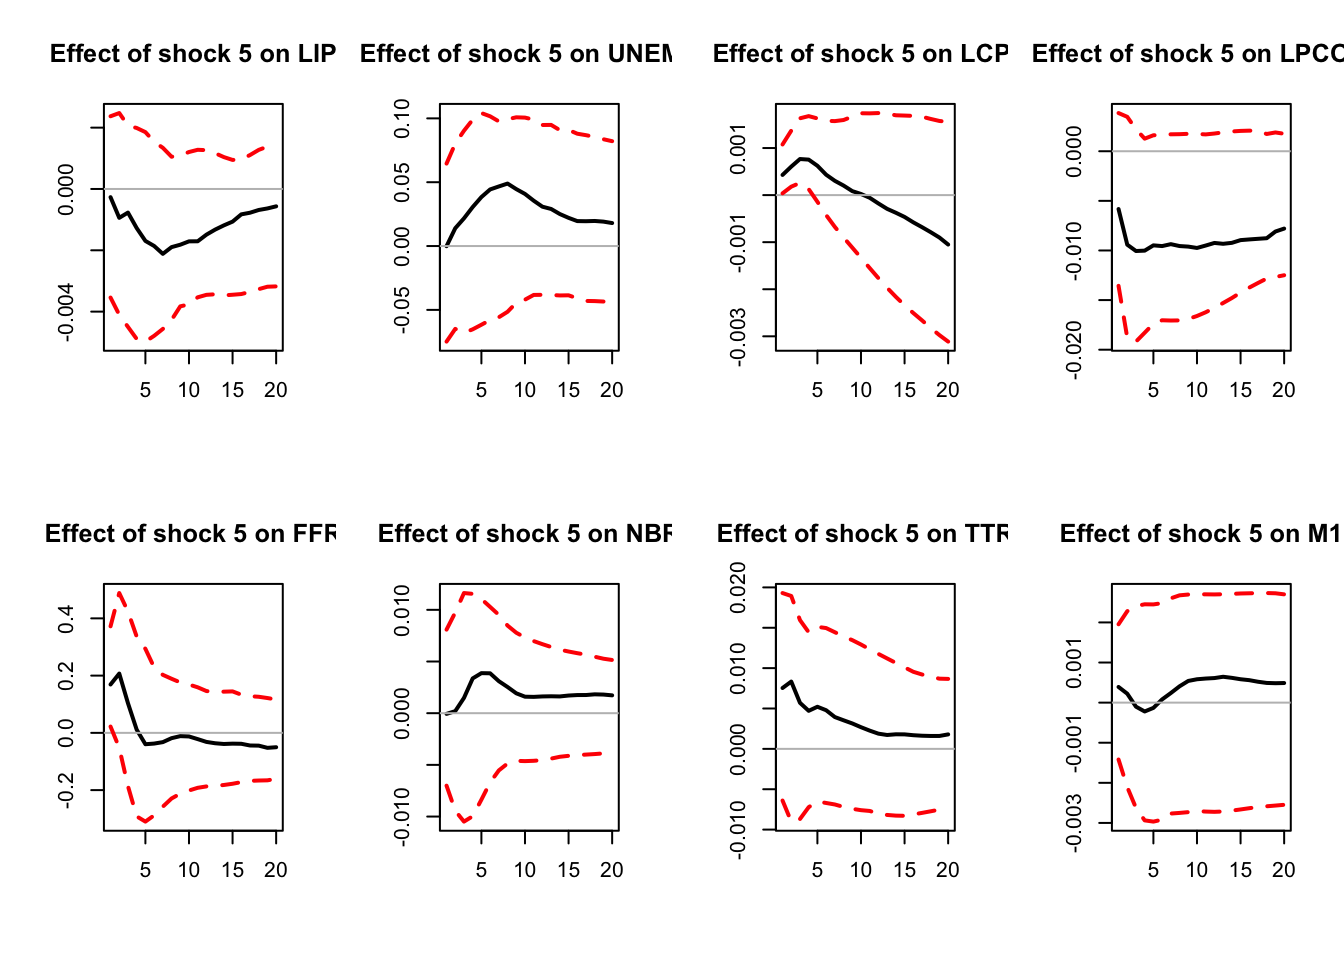 Effect of shock 5 on LIP
Effect of shock 5 on UNEM
Effect of shock 5 on LCP
Effect of shock 5 on LPCO
0.000
-0.004
5 10 15 20
0.10
0.05
0.00
-0.05
5 10 15 20
0.001
-0.001
-0.003
5 10 15 20
0.000
-0.010
-0.020
5 10 15 20
Effect of shock 5 on FFR
Effect of shock 5 on NBR
Effect of shock 5 on TTR
Effect of shock 5 on M1
0.4
0.2
0.0
-0.2
5 10 15 20
0.010
0.000
-0.010
5 10 15 20
0.020
0.010
0.000
-0.010
5 10 15 20
0.001
-0.001
-0.003
5 10 15 20